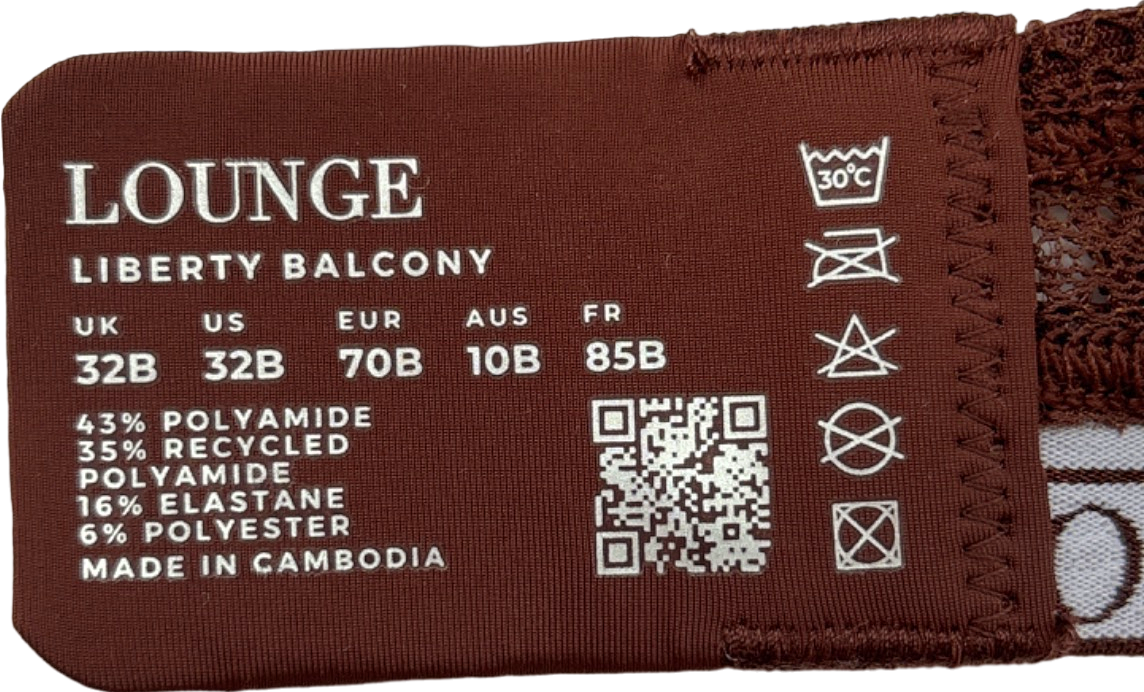 LOUNGE
LIBERTY BALCONY
UK US EUR AUS FR
32B 32B 70B 10B 85B
43% POLYAMIDE
35% RECYCLED
POLYAMIDE
16% ELASTANE
6% POLYESTER
MADE IN CAMBODIA
30°C